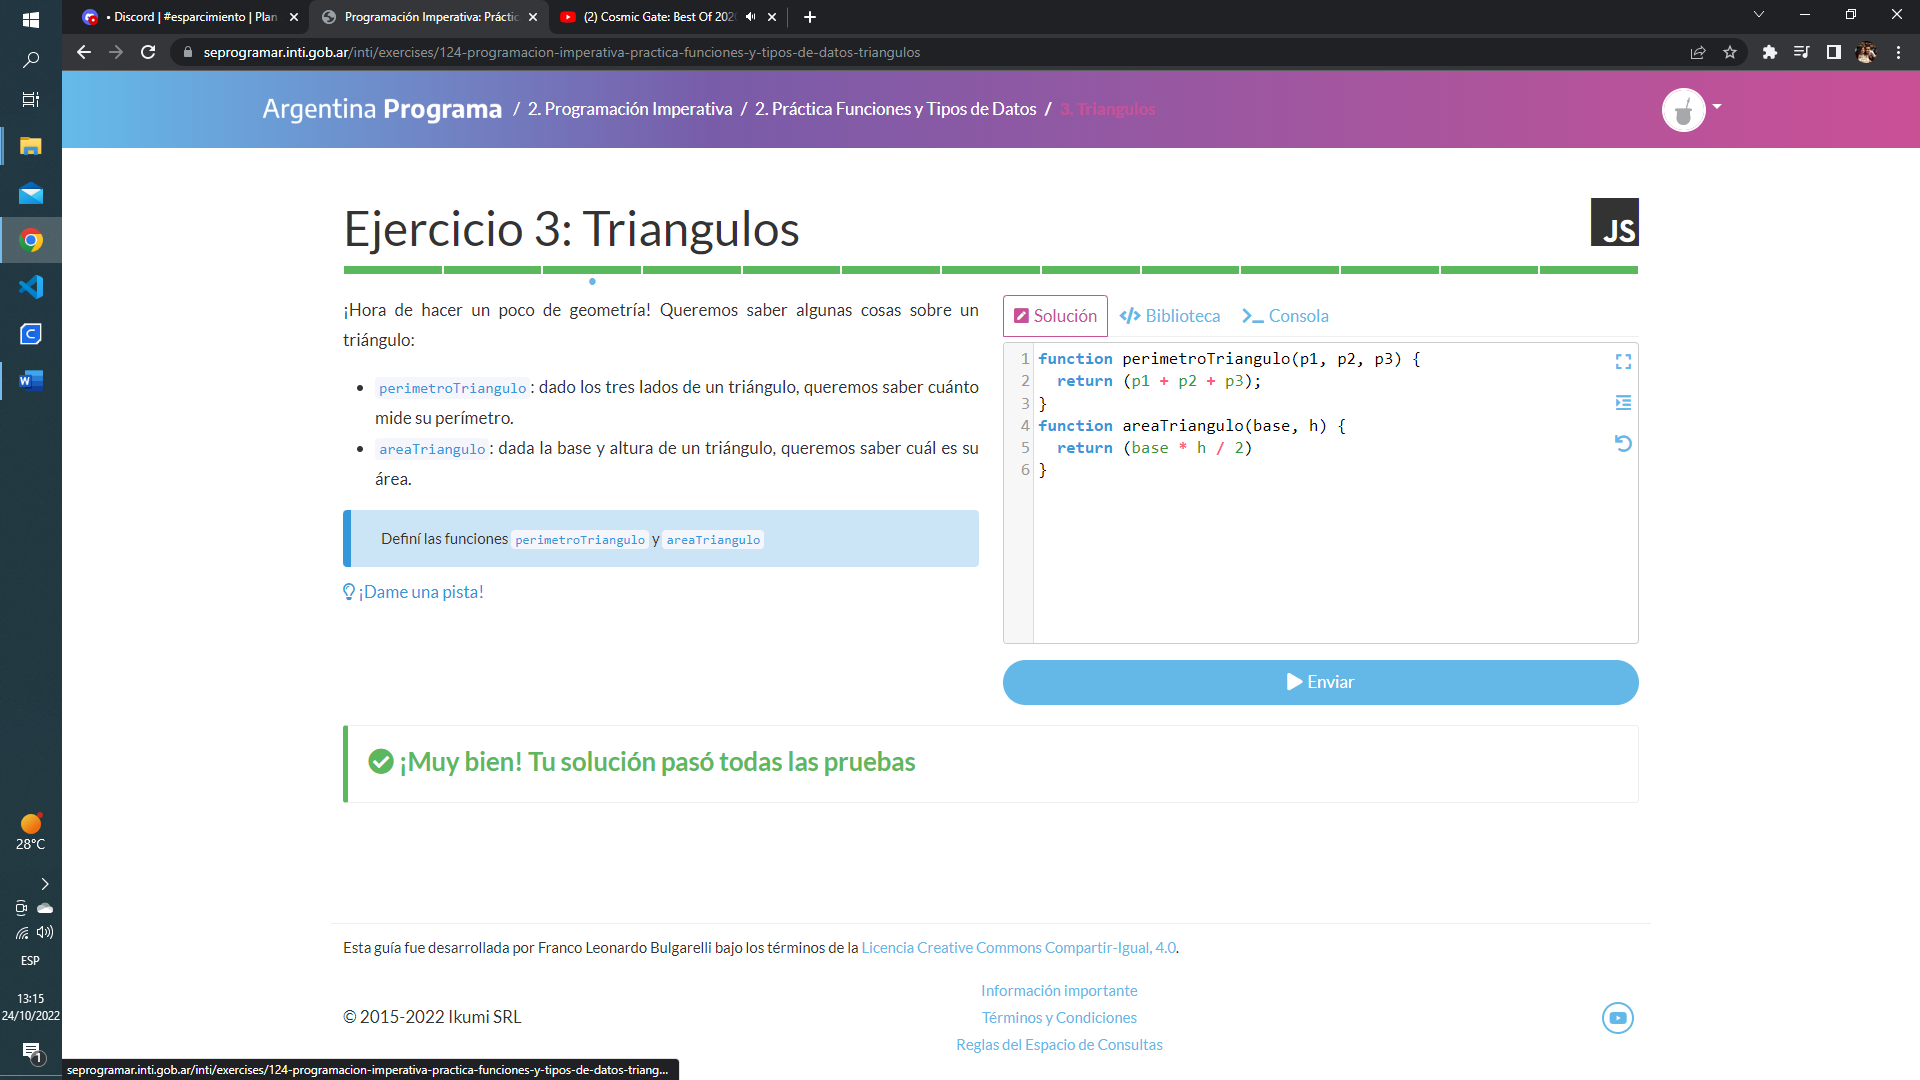 • Discord | #esparcimiento | Plan
Programación Imperativa: Práctic
(2) Cosmic Gate: Best Of 202
seprogramar.inti.gob.ar/inti/exercises/124-programacion-imperativa-practica-funciones-y-tipos-de-datos-triangulos
Argentina Programa / 2. Programación Imperativa / 2. Práctica Funciones y Tipos de Datos / 3. Triangulos
Ejercicio 3: Triangulos
JS
¡Hora de hacer un poco de geometría! Queremos saber algunas cosas sobre un
triángulo:
• perimetroTriangulo: dado los tres lados de un triángulo, queremos saber cuánto
mide su perímetro.
• areaTriangulo: dada la base y altura de un triángulo, queremos saber cuál es su
área.
Definí las funciones perimetroTriangulo y areaTriangulo
¡Dame una pista!
Solución
Biblioteca
Consola
1 function perimetroTriangulo(p1, p2, p3) {
2 return (p1 + p2 + p3);
3 }
4 function areaTriangulo(base, h) {
5 return (base * h / 2)
6 }
Enviar
¡Muy bien! Tu solución pasó todas las pruebas
Esta guía fue desarrollada por Franco Leonardo Bulgarelli bajo los términos de la Licencia Creative Commons Compartir-Igual, 4.0.
Información importante
© 2015-2022 Ikumi SRL
Términos y Condiciones
Reglas del Espacio de Consultas
28°C
ESP
13:15
24/10/2022
1
seprogramar.inti.gob.ar/inti/exercises/124-programacion-imperativa-practica-funciones-y-tipos-de-datos-triang...